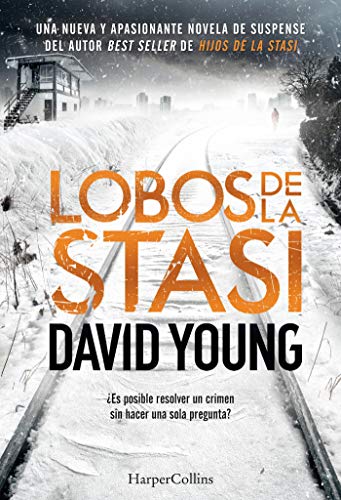 UNA NUEVA Y APASIONANTE NOVELA DE SUSPENSE
DEL AUTOR BEST SELLER DE HIJOS DE LA STASI
LOBOS DE LA
STASI
DAVID YOUNG
¿Es posible resolver un crimen
sin hacer una sola pregunta?
HarperCollins